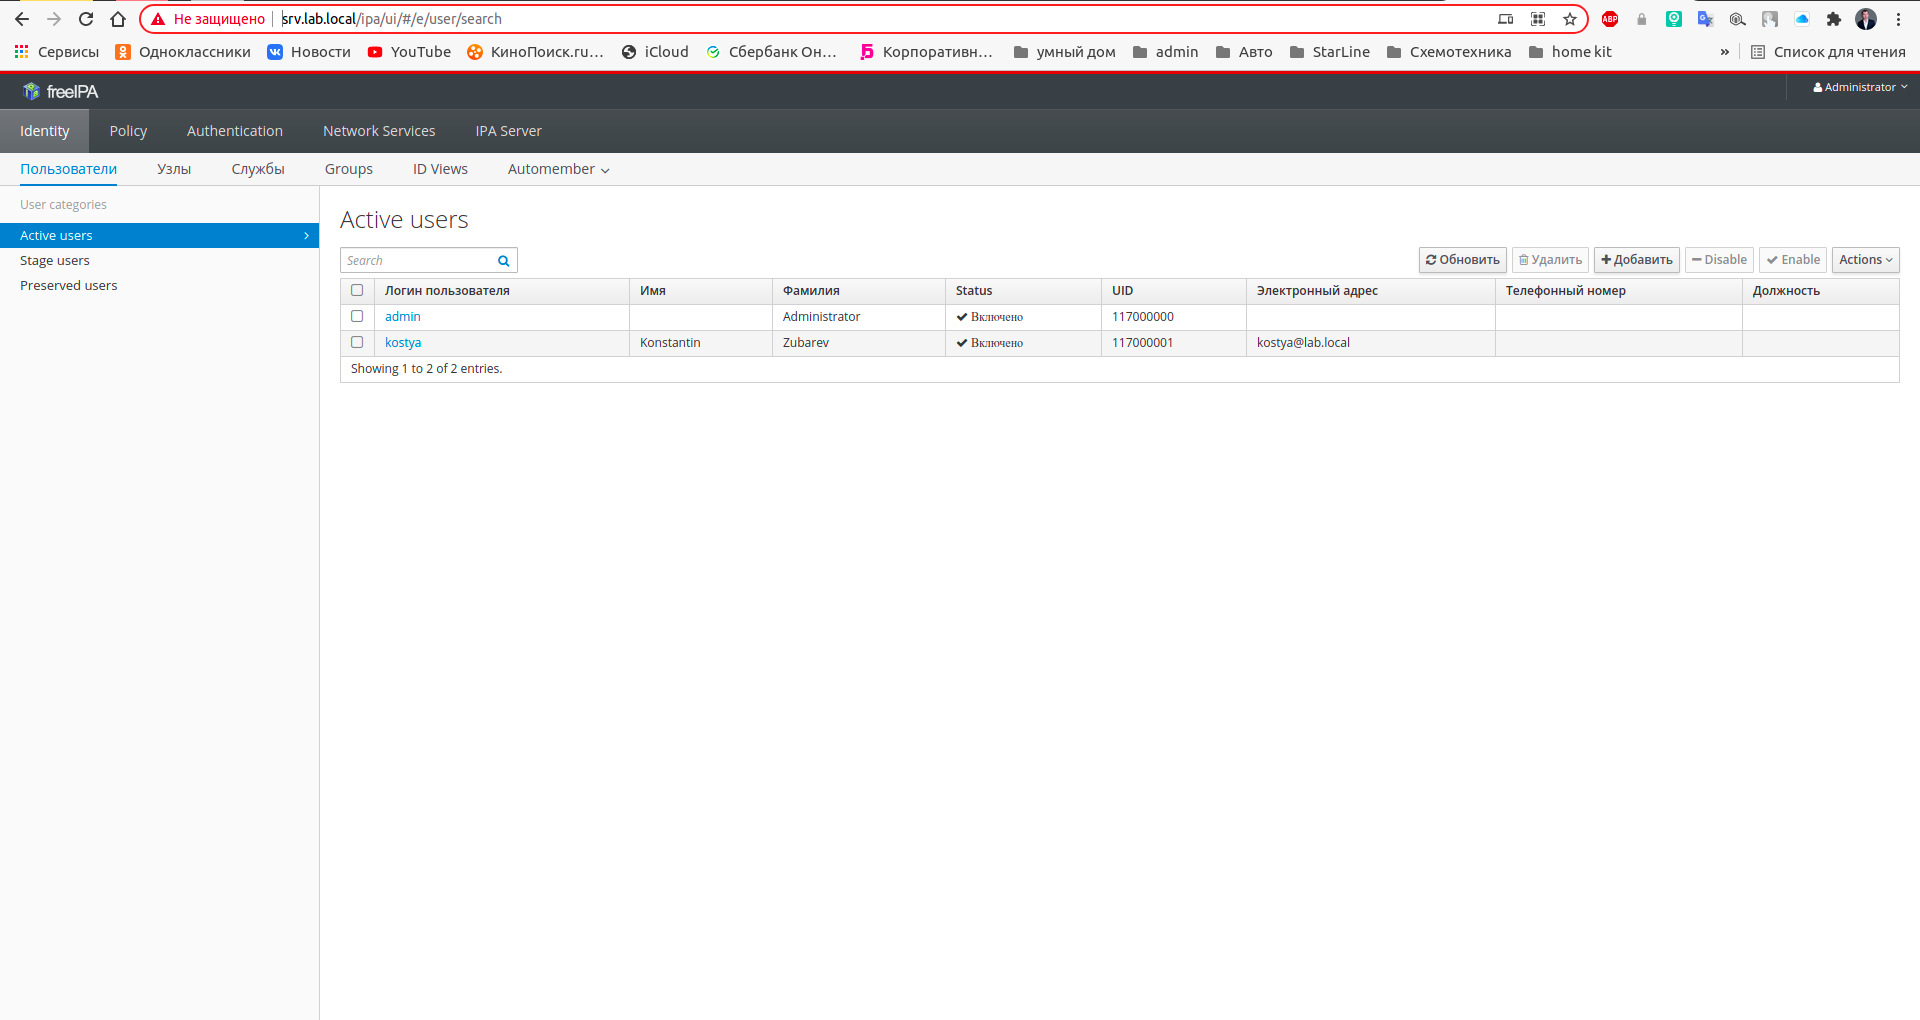 Не защищено srv.lab.local/ipa/ui/#/e/user/search ABP
Сервисы Одноклассники Новости YouTube КиноПоиск.ru... iCloud Сбербанк Он... Корпоративн... умный дом admin Авто StarLine Схемотехника home kit » Список для чтения
freeIPA Administrator
Identity Policy Authentication Network Services IPA Server
Пользователи Узлы Службы Groups ID Views Automember
User categories
Active users
Stage users
Preserved users
Active users
Search Обновить Удалить Добавить Disable Enable Actions
Логин пользователя Имя Фамилия Status UID Электронный адрес Телефонный номер Должность
admin Administrator Включено 117000000
kostya Konstantin Zubarev Включено 117000001 kostya@lab.local
Showing 1 to 2 of 2 entries.